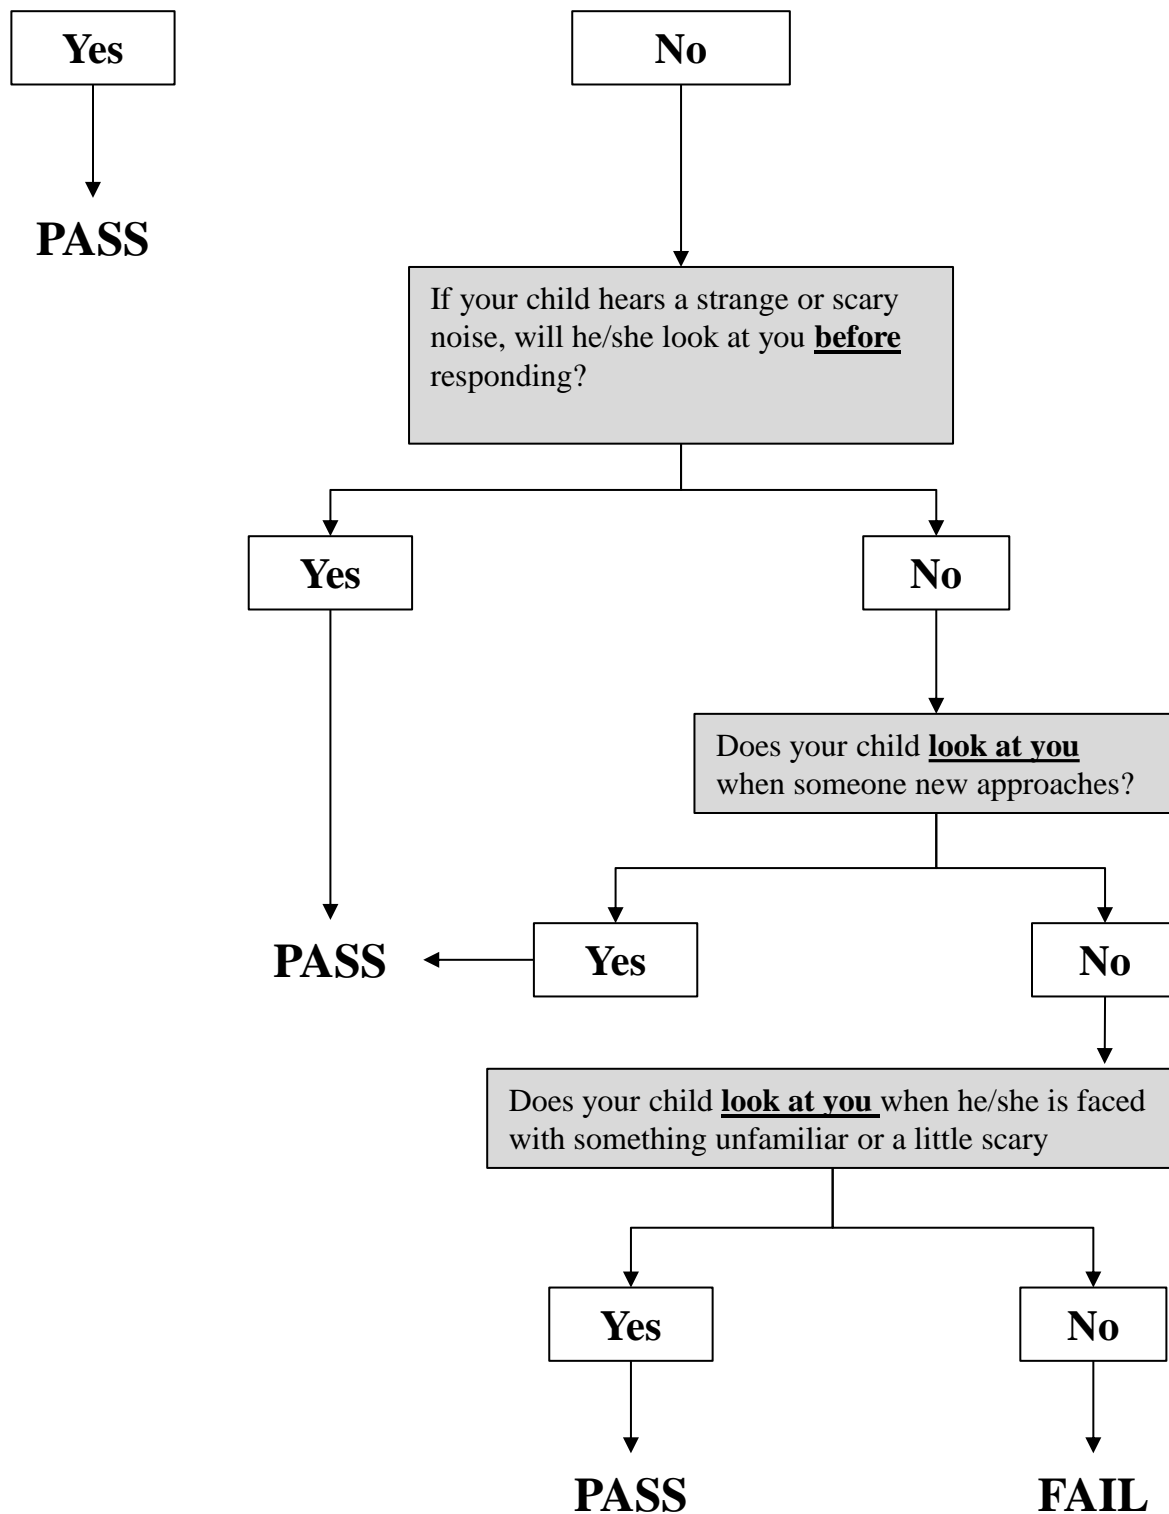 Yes
No
PASS
If your child hears a strange or scary
noise, will he/she look at you before
responding?
Yes
No
Does your child look at you
when someone new approaches?
PASS
Yes
No
Does your child look at you when he/she is faced
with something unfamiliar or a little scary
Yes
No
PASS
FAIL